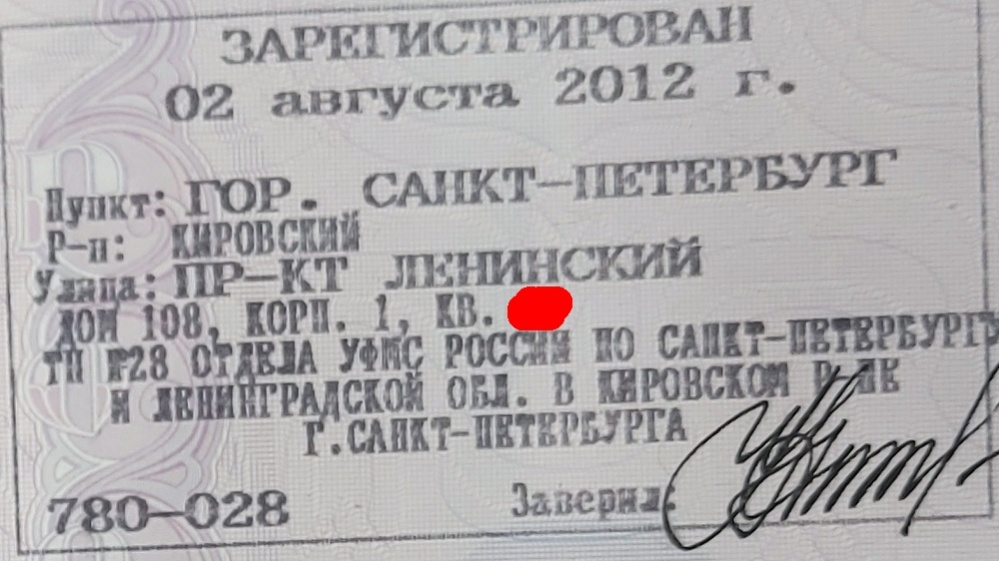 ЗАРЕГИСТРИРОВАН
02 августа 2012 г.
Пункт: ГОР. САНКТ-ПЕТЕРБУРГ
Р-н: КИРОВСКИЙ
Улица: ПР-КТ ЛЕНИНСКИЙ
ДОМ 108, КОРП. 1, КВ.
ТП №28 ОТДЕЛА УФМС РОССИИ ПО САНКТ-ПЕТЕРБУРГУ
И ЛЕНИНГРАДСКОЙ ОБЛ. В КИРОВСКОМ Р-НЕ
Г.САНКТ-ПЕТЕРБУРГА
780-028 Заверил: